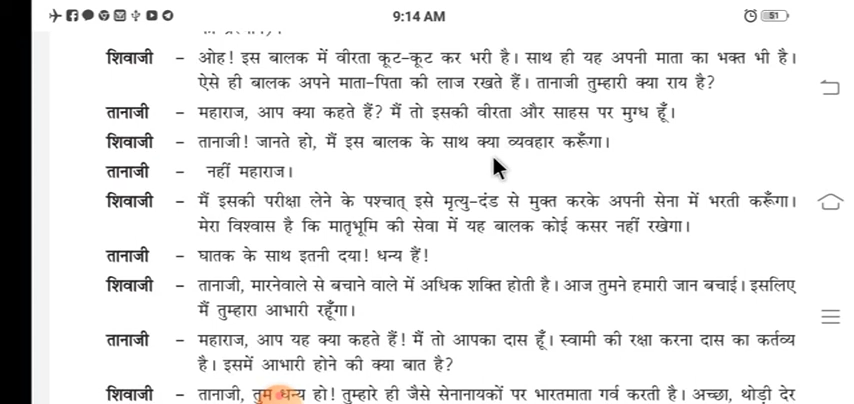 9:14 AM
51
शिवाजी – ओह! इस बालक में वीरता कूट-कूट कर भरी है। साथ ही यह अपनी माता का भक्त भी है।
ऐसे ही बालक अपने माता-पिता की लाज रखते हैं। तानाजी तुम्हारी क्या राय है?
तानाजी – महाराज, आप क्या कहते हैं? मैं तो इसकी वीरता और साहस पर मुग्ध हूँ।
शिवाजी – तानाजी! जानते हो, मैं इस बालक के साथ क्या व्यवहार करूँगा।
तानाजी – नहीं महाराज।
शिवाजी – मैं इसकी परीक्षा लेने के पश्चात् इसे मृत्यु-दंड से मुक्त करके अपनी सेना में भरती करूँगा।
मेरा विश्वास है कि मातृभूमि की सेवा में यह बालक कोई कसर नहीं रखेगा।
तानाजी – घातक के साथ इतनी दया! धन्य हैं!
शिवाजी – तानाजी, मारनेवाले से बचाने वाले में अधिक शक्ति होती है। आज तुमने हमारी जान बचाई। इसलिए
मैं तुम्हारा आभारी रहूँगा।
तानाजी – महाराज, आप यह क्या कहते हैं! मैं तो आपका दास हूँ। स्वामी की रक्षा करना दास का कर्तव्य
है। इसमें आभारी होने की क्या बात है?
शिवाजी – तानाजी, तुम धन्य हो! तुम्हारे ही जैसे सेनानायकों पर भारतमाता गर्व करती है। अच्छा, थोड़ी देर